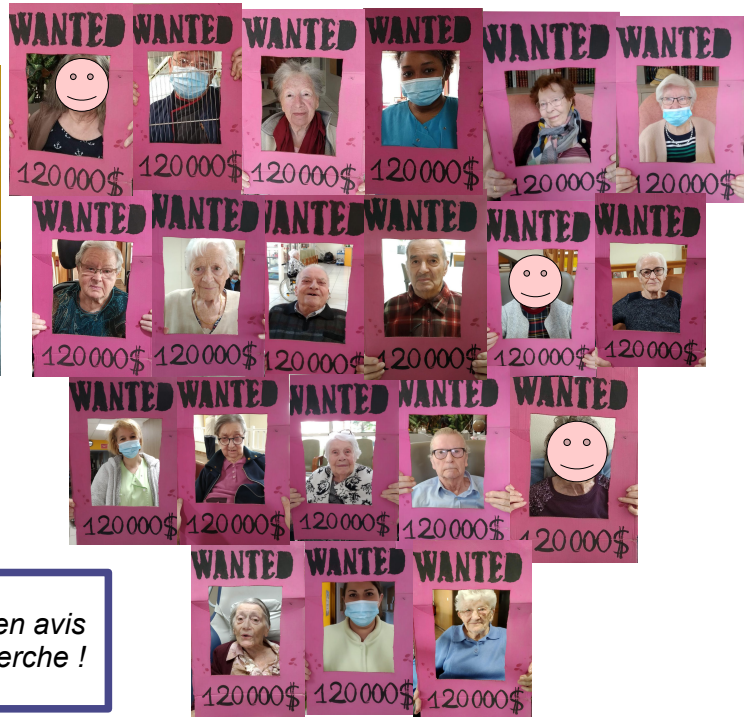 WANTED WANTED WANTED WANTED WANTED WANTED
120000$ 120000$ 120000$ 120000$ 120000$
WANTED WANTED WANTED WANTED WANTED WANTED
120000$ 120000$ 120000$ 120000$ 120000$ 120000$
WANTED WANTED WANTED WANTED WANTED
120000$ 120000$ 120000$ 120000$ 120000$
WANTED WANTED WANTED
120000$ 120000$ 120000$
en avis
erche !